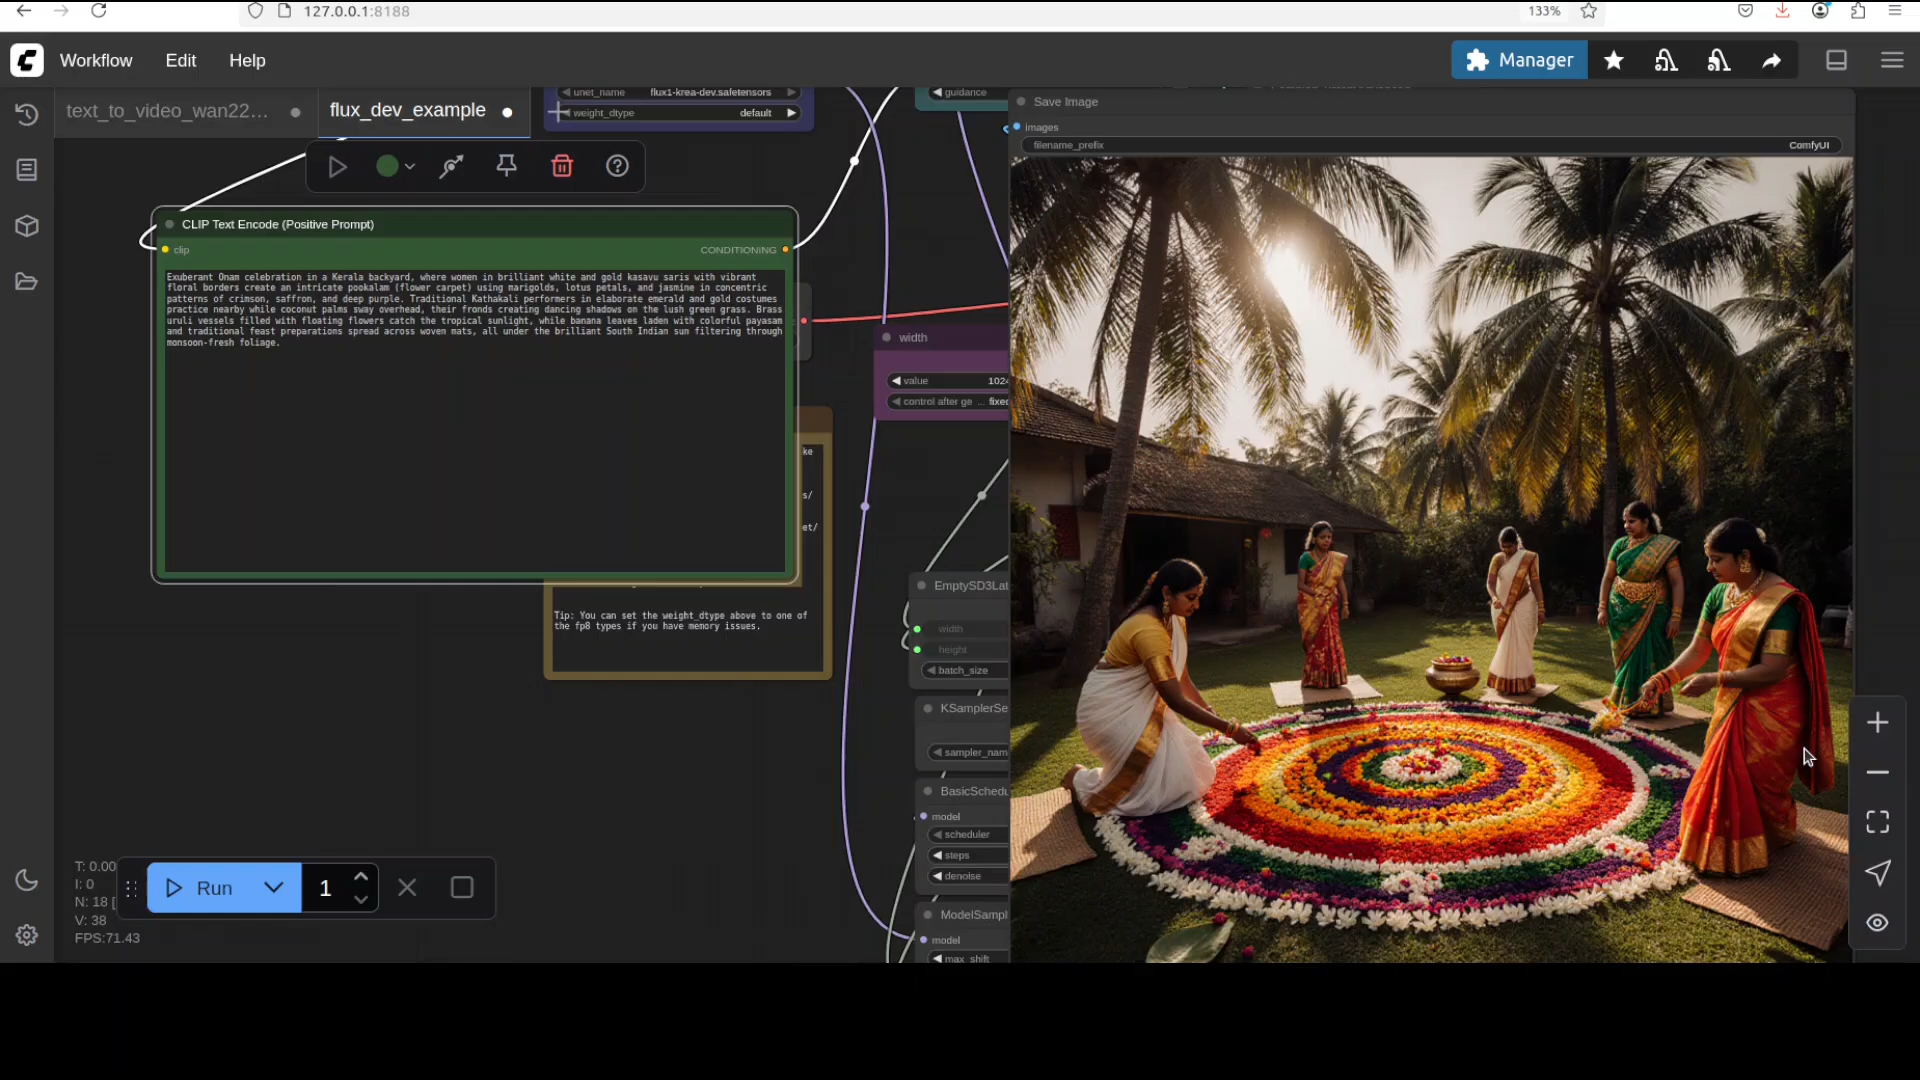 127.0.0.1:8188
133%
Workflow
Edit
Help
Manager
text_to_video_wan22...
flux_dev_example
unet_name
flux1-krea-dev.safetensors
weight_dtype
default
guidance
Save Image
images
filename_prefix
ComfyUI
CLIP Text Encode (Positive Prompt)
clip
CONDITIONING
Exuberant Onam celebration in a Kerala backyard, where women in brilliant white and gold kasavu saris with vibrant
floral borders create an intricate pookalam (flower carpet) using marigolds, lotus petals, and jasmine in concentric
patterns of crimson, saffron, and deep purple. Traditional Kathakali performers in elaborate emerald and gold costumes
practice nearby while coconut palms sway overhead, their fronds creating dancing shadows on the lush green grass. Brass
uruli vessels filled with floating flowers catch the tropical sunlight, while banana leaves laden with colorful payasam
and traditional feast preparations spread across woven mats, all under the brilliant South Indian sun filtering through
monsoon-fresh foliage.
width
value
1024
control after ge ...
fixed
ke
s/
et/
Tip: You can set the weight_dtype above to one of
the fp8 types if you have memory issues.
EmptySD3Lat
width
height
batch_size
KSamplerSe
sampler_nam
BasicSchedu
model
scheduler
steps
denoise
ModelSampl
model
max_shift
T: 0.00
I: 0
N: 18 [
V: 38
FPS:71.43
Run
1